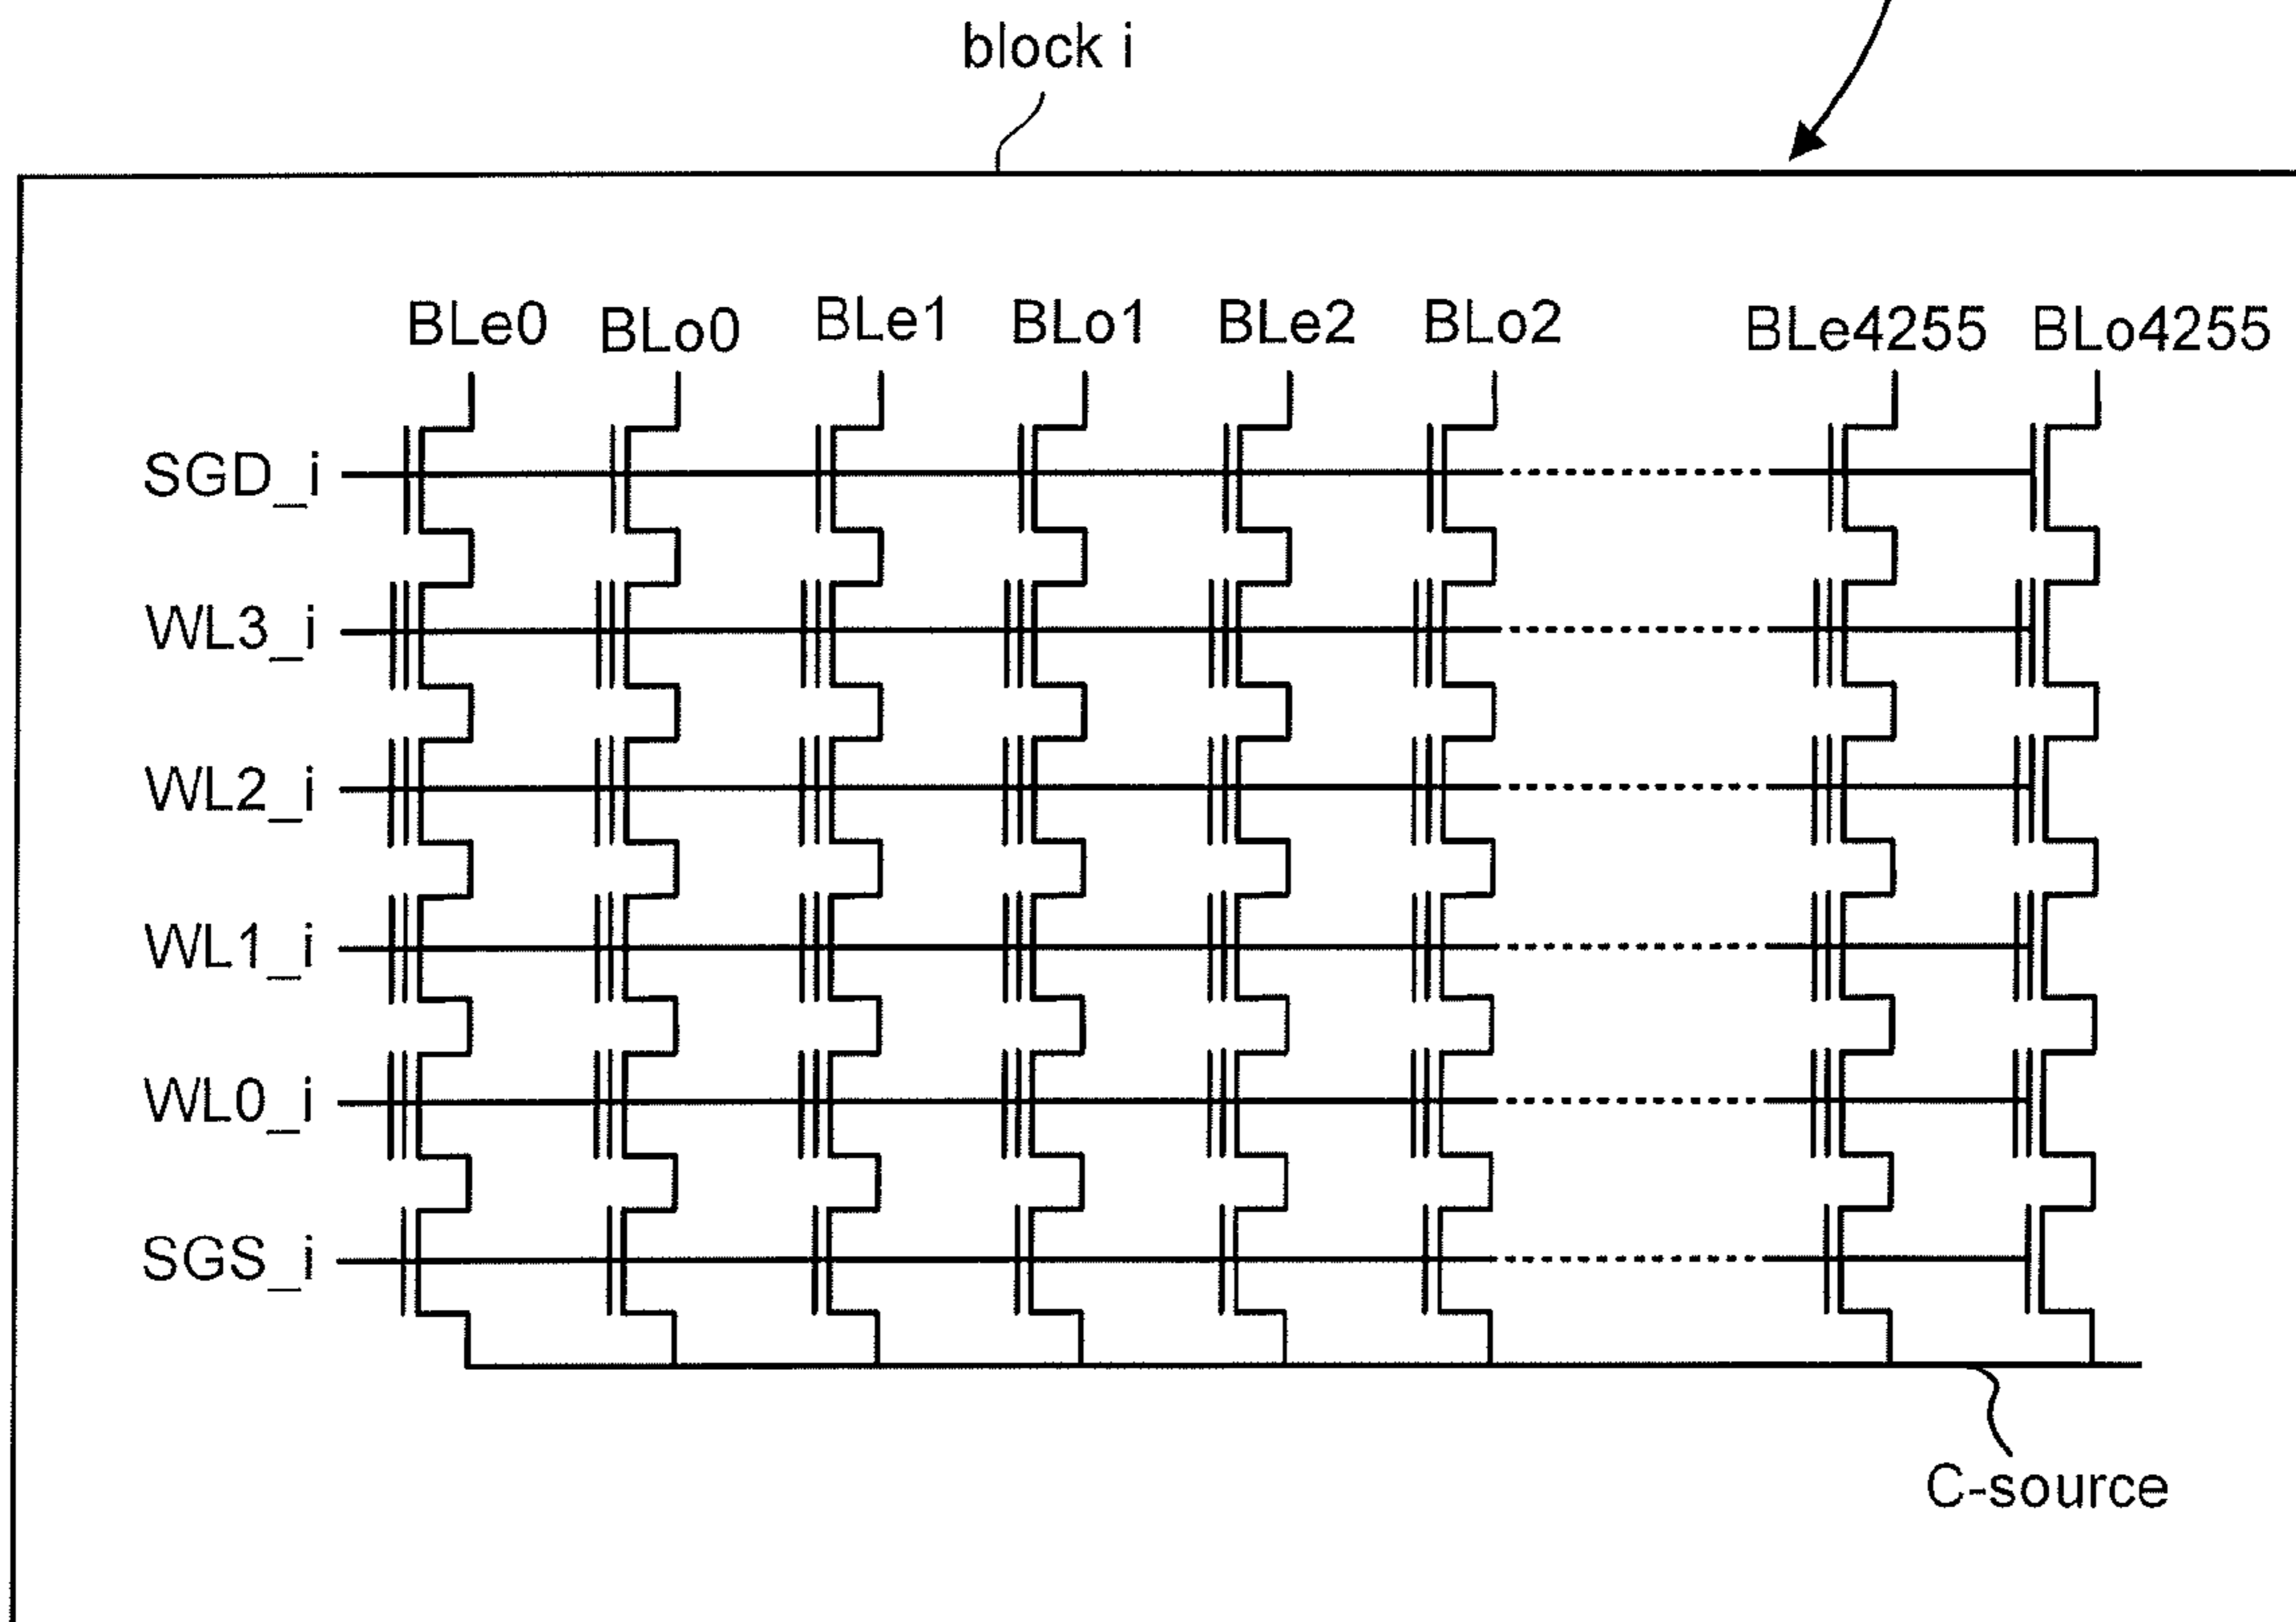 block i
BLe0 BLo0 BLe1 BLo1 BLe2 BLo2 BLe4255 BLo4255
SGD_i
WL3_i
WL2_i
WL1_i
WL0_i
SGS_i
C-source